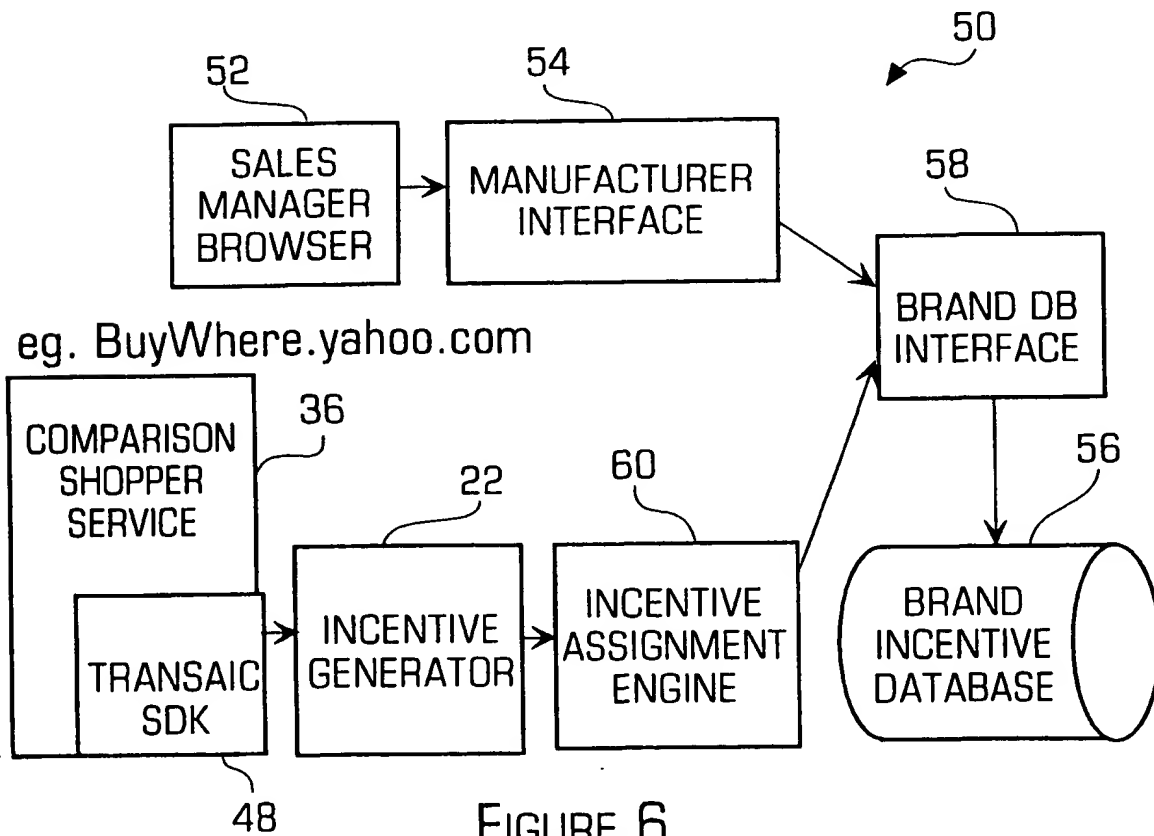 50
52
54
SALES
MANAGER
BROWSER
MANUFACTURER
INTERFACE
58
BRAND DB
INTERFACE
eg. BuyWhere.yahoo.com
COMPARISON
SHOPPER
SERVICE
36
22
60
56
TRANSAIC
SDK
INCENTIVE
GENERATOR
INCENTIVE
ASSIGNMENT
ENGINE
BRAND
INCENTIVE
DATABASE
48
FIGURE 6